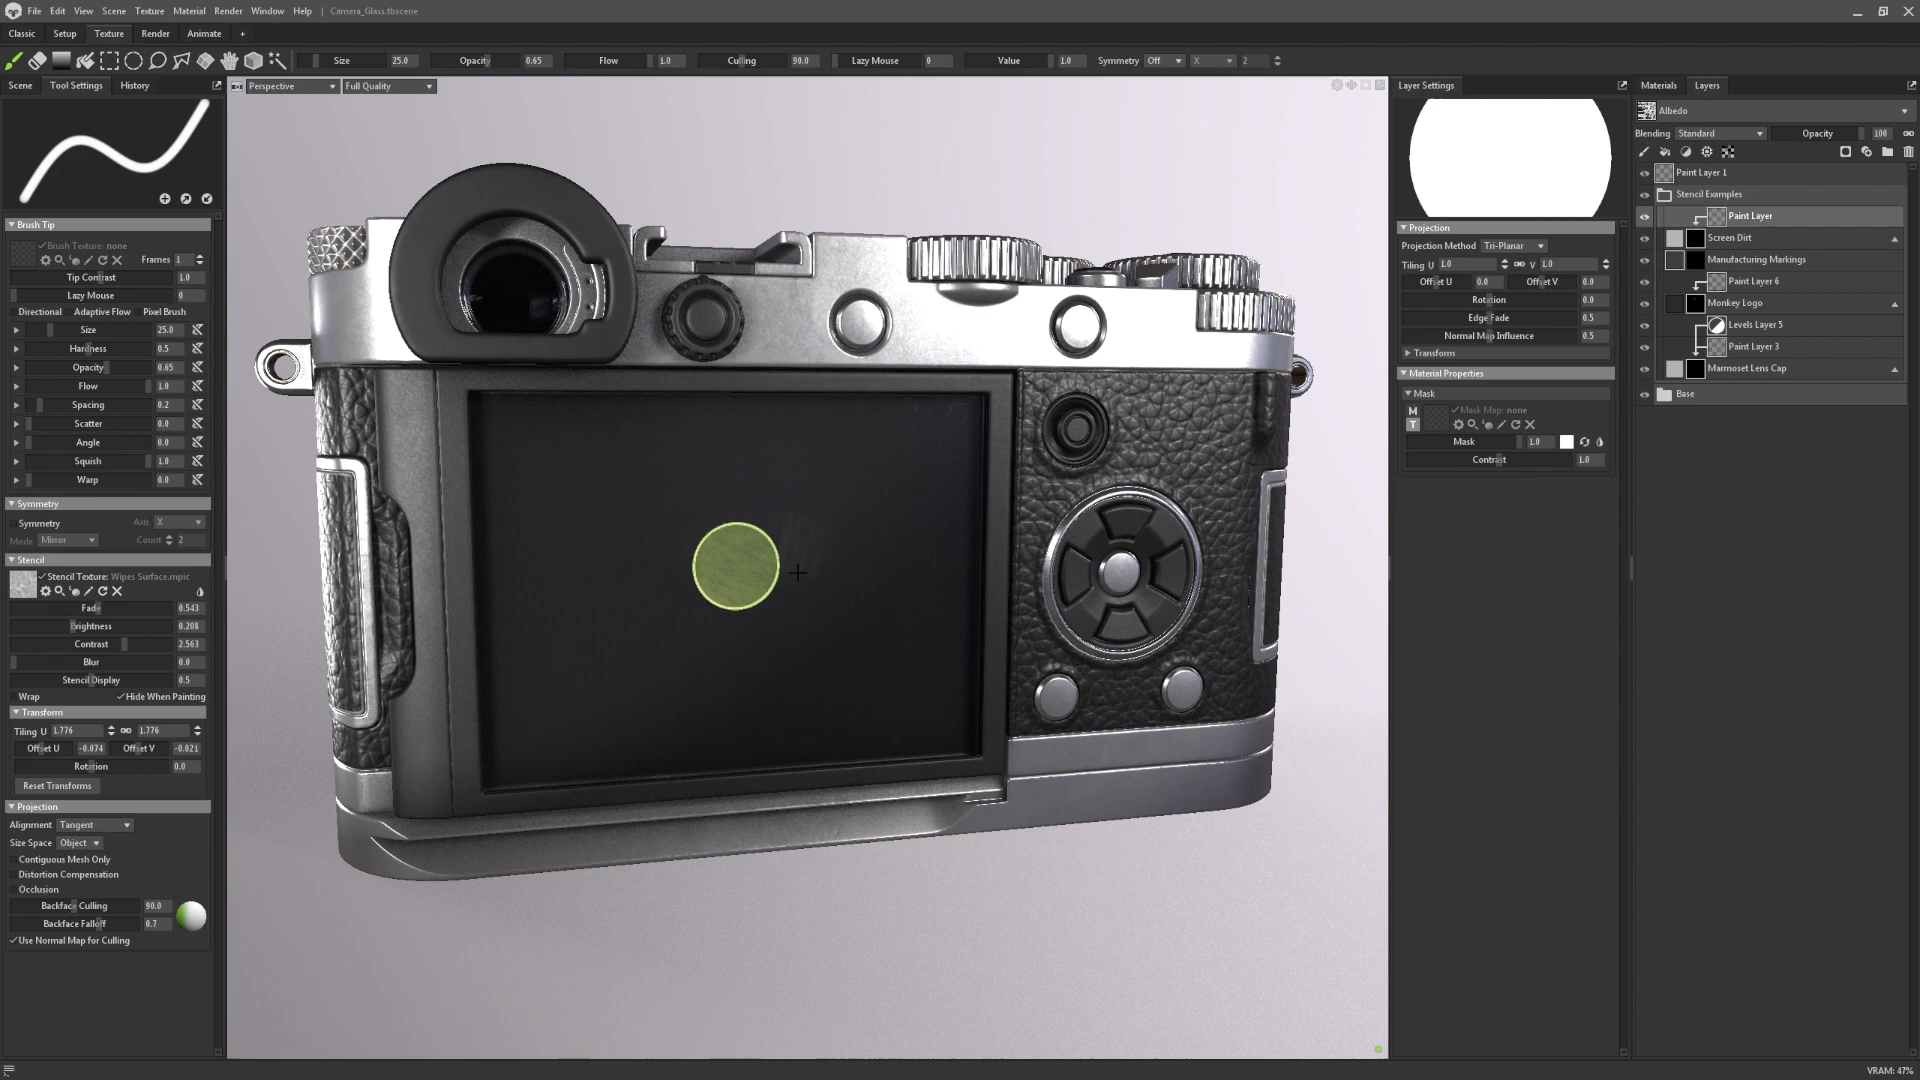 File Edit View Scene Texture Material Render Window Help | Camera_Glass.tbscene
Classic Setup Texture Render Animate +
Size 25.0 Opacity 0.65 Flow 1.0 Culling 90.0 Lazy Mouse 0 Value 1.0 Symmetry Off X 2
Scene Tool Settings History
Perspective Full Quality
Brush Tip
Brush Texture: none
Frames 1
Tip Contrast 1.0
Lazy Mouse 0
Directional Adaptive Flow Pixel Brush
Size 25.0
Hardness 0.5
Opacity 0.65
Flow 1.0
Spacing 0.2
Scatter 0.0
Angle 0.0
Squish 1.0
Warp 0.0
Symmetry
Symmetry Axis X
Mode Mirror Count 2
Stencil
Stencil Texture: Wipes Surface.mpic
Fade 0.543
Brightness 0.208
Contrast 2.563
Blur 0.0
Stencil Display 0.5
Wrap Hide When Painting
Transform
Tiling U 1.776 1.776
Offset U -0.074 Offset V -0.021
Rotation 0.0
Reset Transforms
Projection
Alignment Tangent
Size Space Object
Contiguous Mesh Only
Distortion Compensation
Occlusion
Backface Culling 90.0
Backface Falloff 0.7
Use Normal Map for Culling
Layer Settings
Projection
Projection Method Tri-Planar
Tiling U 1.0 V 1.0
Offset U 0.0 Offset V 0.0
Rotation 0.0
Edge Fade 0.5
Normal Map Influence 0.5
Transform
Material Properties
Mask
M Mask Map: none
T
Mask 1.0
Contrast 1.0
Materials Layers
Albedo
Blending Standard Opacity 100
Paint Layer 1
Stencil Examples
Paint Layer
Screen Dirt
Manufacturing Markings
Paint Layer 6
Monkey Logo
Levels Layer 5
Paint Layer 3
Marmoset Lens Cap
Base
VRAM: 47%